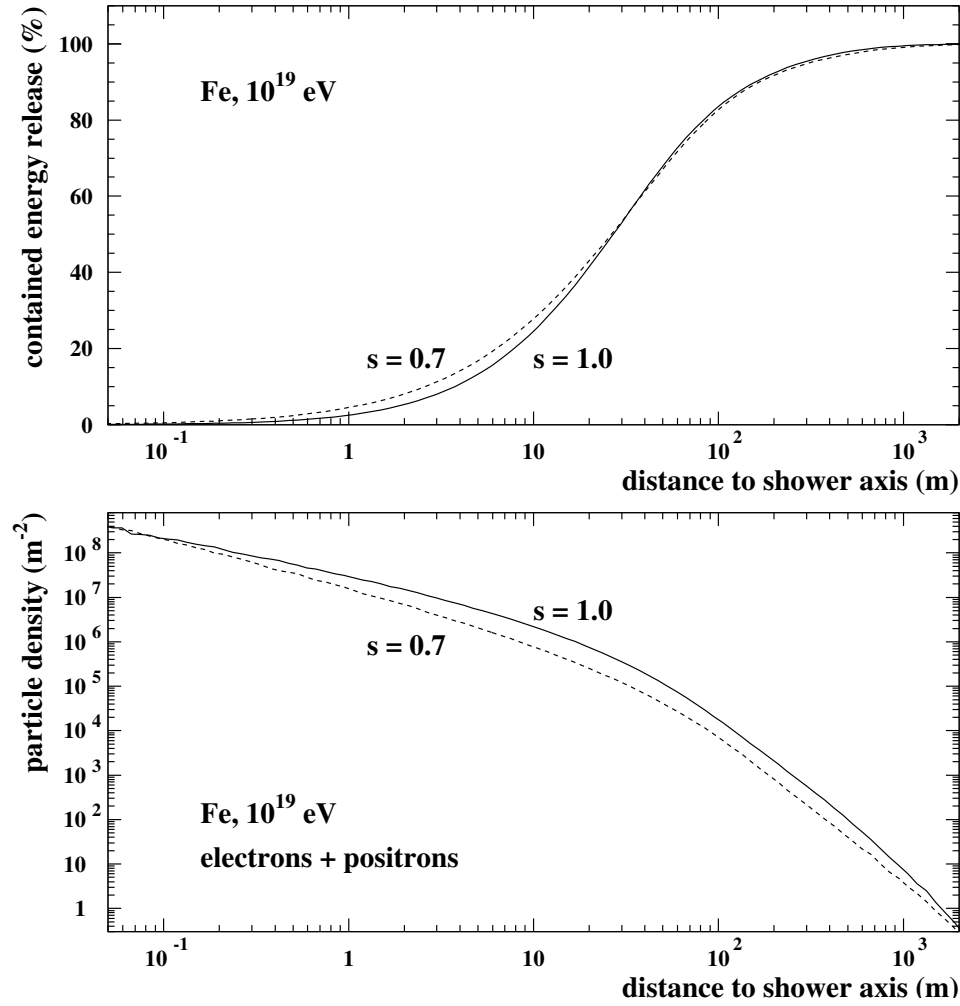 contained energy release (%)
100
80
60
40
20
0
Fe, 10^19 eV
s = 0.7
s = 1.0
10^-1
1
10
10^2
10^3
distance to shower axis (m)
particle density (m^-2)
10^8
10^7
10^6
10^5
10^4
10^3
10^2
10
1
s = 1.0
s = 0.7
Fe, 10^19 eV
electrons + positrons
10^-1
1
10
10^2
10^3
distance to shower axis (m)